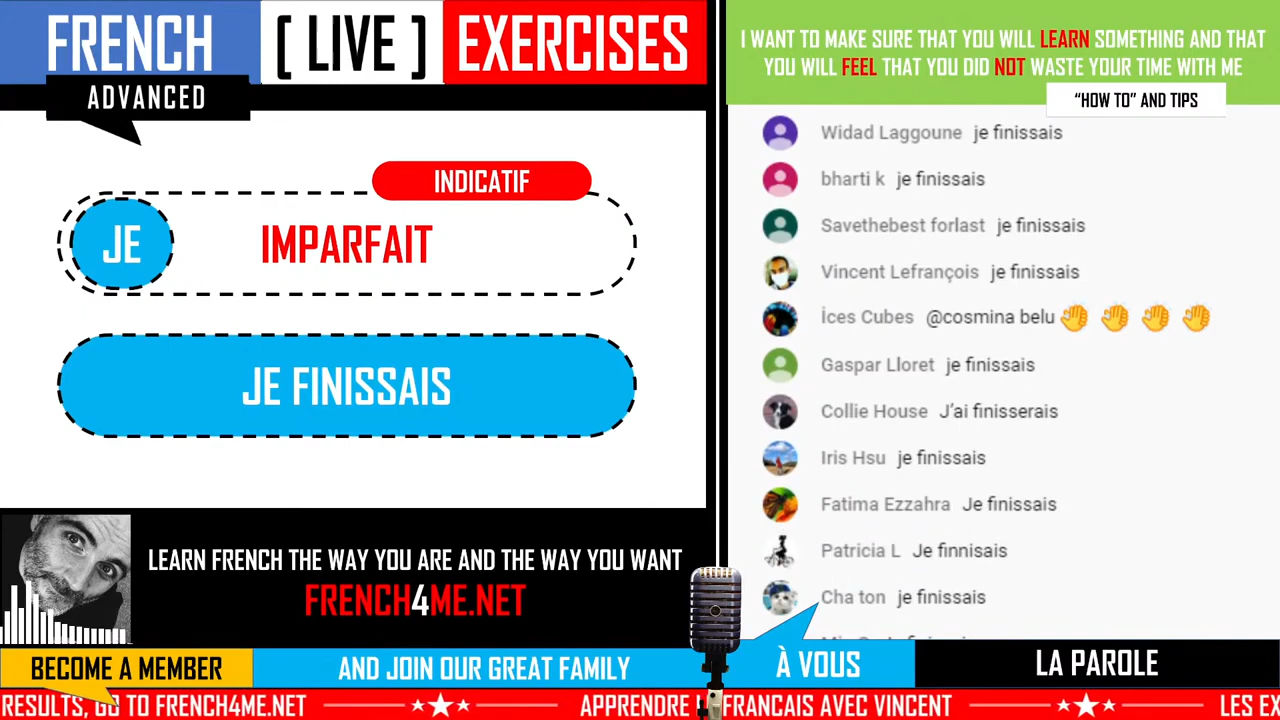 FRENCH [ LIVE ] EXERCISES
ADVANCED
INDICATIF
JE IMPARFAIT
JE FINISSAIS
LEARN FRENCH THE WAY YOU ARE AND THE WAY YOU WANT
FRENCH4ME.NET
I WANT TO MAKE SURE THAT YOU WILL LEARN SOMETHING AND THAT
YOU WILL FEEL THAT YOU DID NOT WASTE YOUR TIME WITH ME
“HOW TO” AND TIPS
Widad Laggoune je finissais
bharti k je finissais
Savethebest forlast je finissais
Vincent Lefrançois je finissais
İces Cubes @cosmina belu 👏 👏 👏 👏
Gaspar Lloret je finissais
Collie House J'ai finisserais
Iris Hsu je finissais
Fatima Ezzahra Je finissais
Patricia L Je finnisais
Cha ton je finissais
BECOME A MEMBER AND JOIN OUR GREAT FAMILY À VOUS LA PAROLE
RESULTS, GO TO FRENCH4ME.NET APPRENDRE L FRANCAIS AVEC VINCENT LES EX